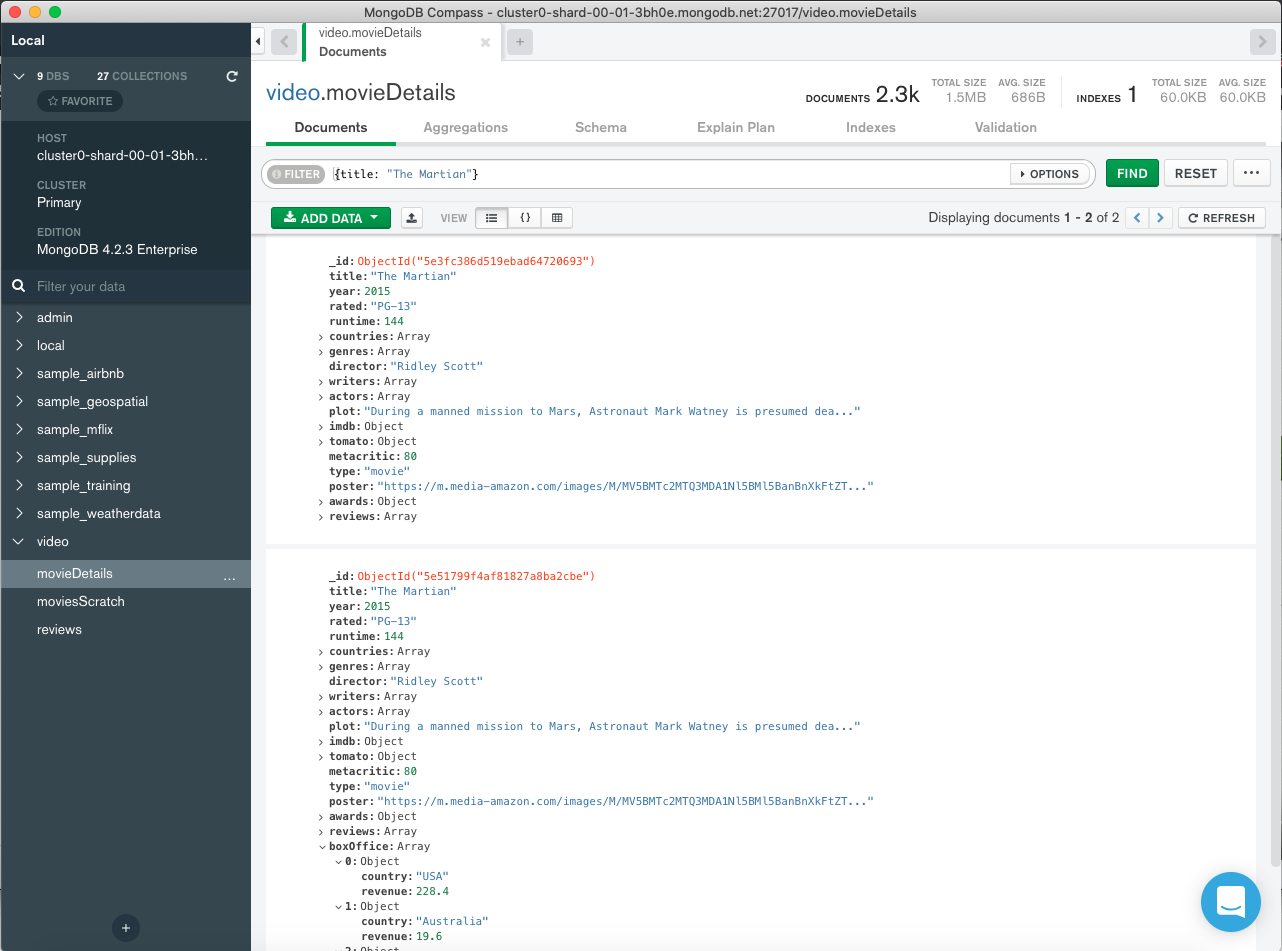 MongoDB Compass - cluster0-shard-00-01-3bh0e.mongodb.net:27017/video.movieDetails
Local
9 DBS 27 COLLECTIONS
FAVORITE
HOST
cluster0-shard-00-01-3bh...
CLUSTER
Primary
EDITION
MongoDB 4.2.3 Enterprise
Filter your data
admin
local
sample_airbnb
sample_geospatial
sample_mflix
sample_supplies
sample_training
sample_weatherdata
video
movieDetails ...
moviesScratch
reviews
+
video.movieDetails
Documents
+
video.movieDetails
DOCUMENTS 2.3k TOTAL SIZE 1.5MB AVG. SIZE 686B INDEXES 1 TOTAL SIZE 60.0KB AVG. SIZE 60.0KB
Documents Aggregations Schema Explain Plan Indexes Validation
FILTER {title: "The Martian"} OPTIONS FIND RESET ...
ADD DATA VIEW {} Displaying documents 1 - 2 of 2 < > REFRESH
_id: ObjectId("5e3fc386d519ebad64720693")
title: "The Martian"
year: 2015
rated: "PG-13"
runtime: 144
> countries: Array
> genres: Array
director: "Ridley Scott"
> writers: Array
> actors: Array
plot: "During a manned mission to Mars, Astronaut Mark Watney is presumed dea..."
> imdb: Object
> tomato: Object
metacritic: 80
type: "movie"
poster: "https://m.media-amazon.com/images/M/MV5BMTc2MTQ3MDA1Nl5BMl5BanBnXkFtZT..."
> awards: Object
> reviews: Array
_id: ObjectId("5e51799f4af81827a8ba2cbe")
title: "The Martian"
year: 2015
rated: "PG-13"
runtime: 144
> countries: Array
> genres: Array
director: "Ridley Scott"
> writers: Array
> actors: Array
plot: "During a manned mission to Mars, Astronaut Mark Watney is presumed dea..."
> imdb: Object
> tomato: Object
metacritic: 80
type: "movie"
poster: "https://m.media-amazon.com/images/M/MV5BMTc2MTQ3MDA1Nl5BMl5BanBnXkFtZT..."
> awards: Object
> reviews: Array
boxOffice: Array
0: Object
country: "USA"
revenue: 228.4
1: Object
country: "Australia"
revenue: 19.6
2: Object